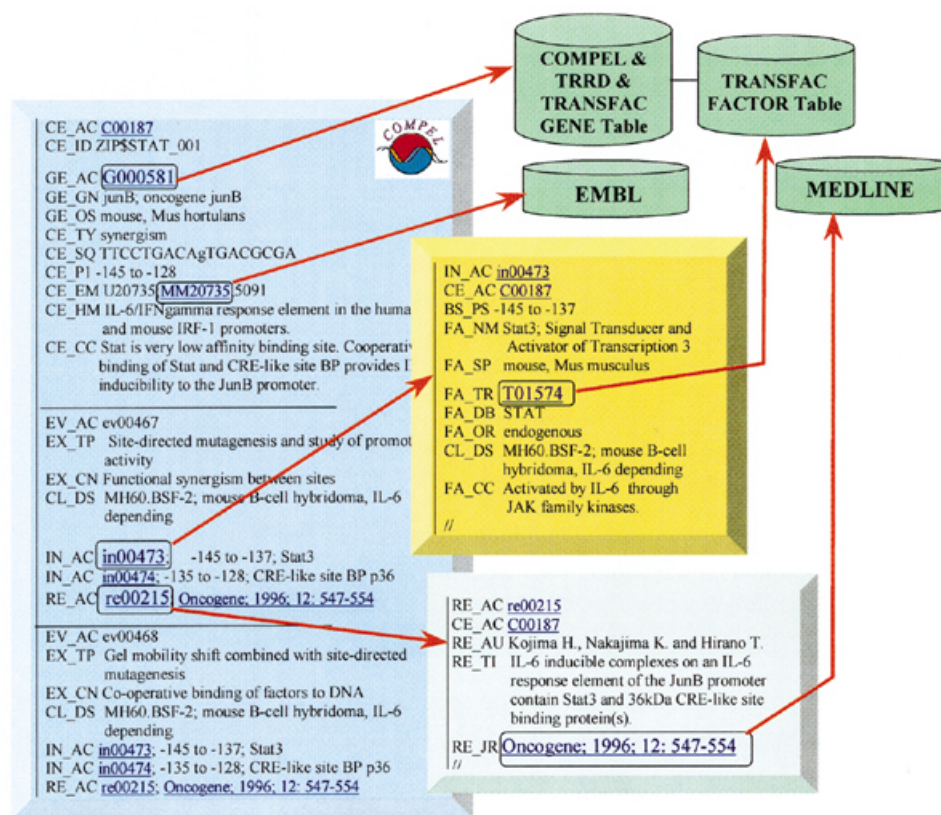 COMPEL &
TRRD &
TRANSFAC
GENE Table
TRANSFAC
FACTOR Table
EMBL
MEDLINE
COMPEL
CE_AC C00187
CE_ID ZIP$STAT_001
GE_AC G000581
GE_GN junB; oncogene junB
GE_OS mouse, Mus hortulans
CE_TY synergism
CE_SQ TTCCTGACAgTGACGCGA
CE_P1 -145 to -128
CE_EM U20735 MM20735 5091
CE_HM IL-6/IFNgamma response element in the huma
and mouse IRF-1 promoters.
CE_CC Stat is very low affinity binding site. Cooperativ
binding of Stat and CRE-like site BP provides I
inducibility to the JunB promoter.
EV_AC ev00467
EX_TP Site-directed mutagenesis and study of promot
activity
EX_CN Functional synergism between sites
CL_DS MH60.BSF-2; mouse B-cell hybridoma, IL-6
depending
IN_AC in00473; -145 to -137; Stat3
IN_AC in00474; -135 to -128; CRE-like site BP p36
RE_AC re00215; Oncogene; 1996; 12: 547-554
EV_AC ev00468
EX_TP Gel mobility shift combined with site-directed
mutagenesis
EX_CN Co-operative binding of factors to DNA
CL_DS MH60.BSF-2; mouse B-cell hybridoma, IL-6
depending
IN_AC in00473; -145 to -137; Stat3
IN_AC in00474; -135 to -128; CRE-like site BP p36
RE_AC re00215; Oncogene; 1996; 12: 547-554
IN_AC in00473
CE_AC C00187
BS_PS -145 to -137
FA_NM Stat3; Signal Transducer and
Activator of Transcription 3
FA_SP mouse, Mus musculus
FA_TR T01574
FA_DB STAT
FA_OR endogenous
CL_DS MH60.BSF-2; mouse B-cell
hybridoma, IL-6 depending
FA_CC Activated by IL-6 through
JAK family kinases.
//
RE_AC re00215
CE_AC C00187
RE_AU Kojima H., Nakajima K. and Hirano T.
RE_TI IL-6 inducible complexes on an IL-6
response element of the JunB promoter
contain Stat3 and 36kDa CRE-like site
binding protein(s).
RE_JR Oncogene; 1996; 12: 547-554
//